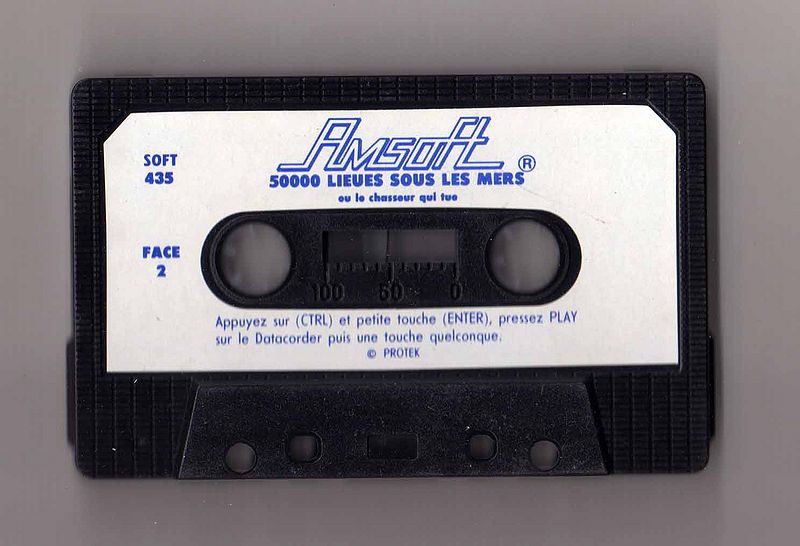 Amsoft ®
SOFT
435
50000 LIEUES SOUS LES MERS
ou le chasseur qui tue
FACE
2
100 50 0
Appuyez sur (CTRL) et petite touche (ENTER), pressez PLAY
sur le Datacorder puis une touche quelconque.
© PROTEK